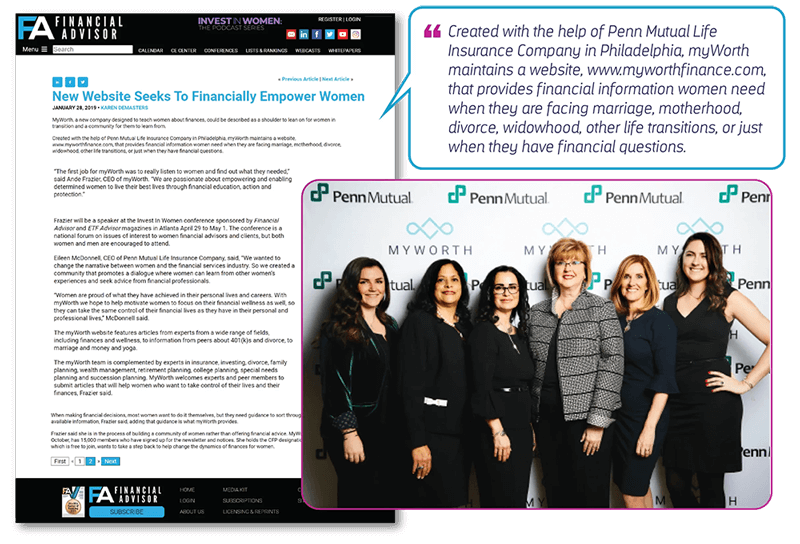 FA FINANCIAL
ADVISOR
INVEST IN WOMEN:
THE PODCAST SERIES
REGISTER | LOGIN
Menu
Search
CALENDAR CE CENTER CONFERENCES LISTS & RANKINGS WEBCASTS WHITEPAPERS
« Previous Article | Next Article »
New Website Seeks To Financially Empower Women
JANUARY 28, 2019 • KAREN DEMASTERS
MyWorth, a new company designed to teach women about finances, could be described as a shoulder to lean on for women in
transition and a community for them to learn from.
Created with the help of Penn Mutual Life Insurance Company in Philadelphia, myWorth maintains a website,
www.myworthfinance.com, that provides financial information women need when they are facing marriage, motherhood, divorce,
widowhood, other life transitions, or just when they have financial questions.
"The first job for myWorth was to really listen to women and find out what they needed,"
said Ande Frazier, CEO of myWorth. "We are passionate about empowering and enabling
determined women to live their best lives through financial education, action and
protection."
Frazier will be a speaker at the Invest In Women conference sponsored by Financial
Advisor and ETF Advisor magazines in Atlanta April 29 to May 1. The conference is a
national forum on issues of interest to women financial advisors and clients, but both
women and men are encouraged to attend.
Eileen McDonnell, CEO of Penn Mutual Life Insurance Company, said, "We wanted to
change the narrative between women and the financial services industry. So we created a
community that promotes a dialogue where women can learn from other women's
experiences and seek advice from financial professionals.
"Women are proud of what they have achieved in their personal lives and careers. With
myWorth we hope to help motivate women to focus on their financial wellness as well, so
they can take the same control of their financial lives as they have in their personal and
professional lives," McDonnell said.
The myWorth website features articles from experts from a wide range of fields,
including finances and wellness, to information from peers about 401(k)s and divorce, to
marriage and money and yoga.
The myWorth team is complemented by experts in insurance, investing, divorce, family
planning, wealth management, retirement planning, college planning, special needs
planning and succession planning. MyWorth welcomes experts and peer members to
submit articles that will help women who want to take control of their lives and their
finances, Frazier said.
When making financial decisions, most women want to do it themselves, but they need guidance to sort through
available information, Frazier said, adding that guidance is what myWorth provides.
Frazier said she is in the process of building a community of women rather than offering financial advice. MyW
October, has 15,000 members who have signed up for the newsletter and notices. She holds the CFP designatio
which is free to join, wants to take a step back to help change the dynamics of finances for women.
First « 1 2 » Next
FA FINANCIAL
ADVISOR
SUBSCRIBE
HOME MEDIA KIT
LOGIN SUBSCRIPTIONS
ABOUT US LICENSING & REPRINTS
Created with the help of Penn Mutual Life
Insurance Company in Philadelphia, myWorth
maintains a website, www.myworthfinance.com,
that provides financial information women need
when they are facing marriage, motherhood,
divorce, widowhood, other life transitions, or just
when they have financial questions.
PennMutual PennMutual PennMutual Penn
MYWORTH MYWORTH MYWORTH